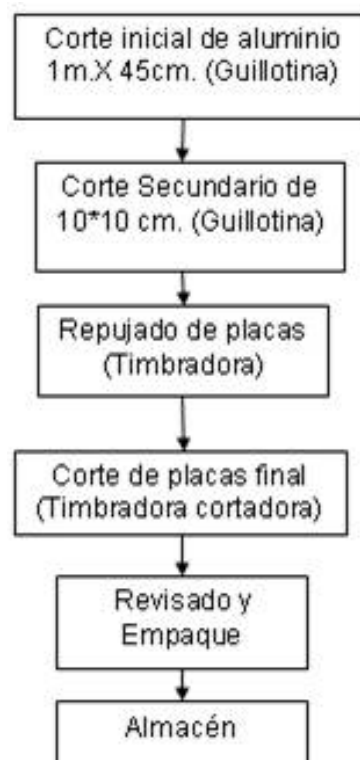 Corte inicial de aluminio
1m.X 45cm. (Guillotina)
Corte Secundario de
10*10 cm. (Guillotina)
Repujado de placas
(Timbradora)
Corte de placas final
(Timbradora cortadora)
Revisado y
Empaque
Almacén